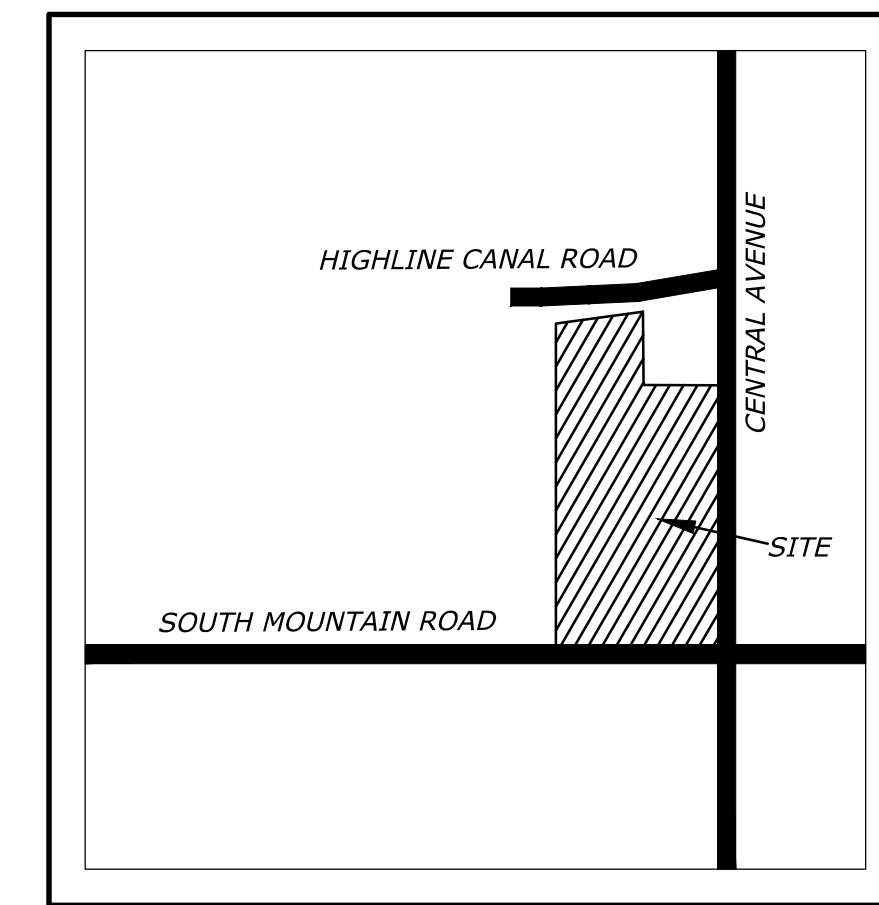 HIGHLINE CANAL ROAD
CENTRAL AVENUE
SITE
SOUTH MOUNTAIN ROAD